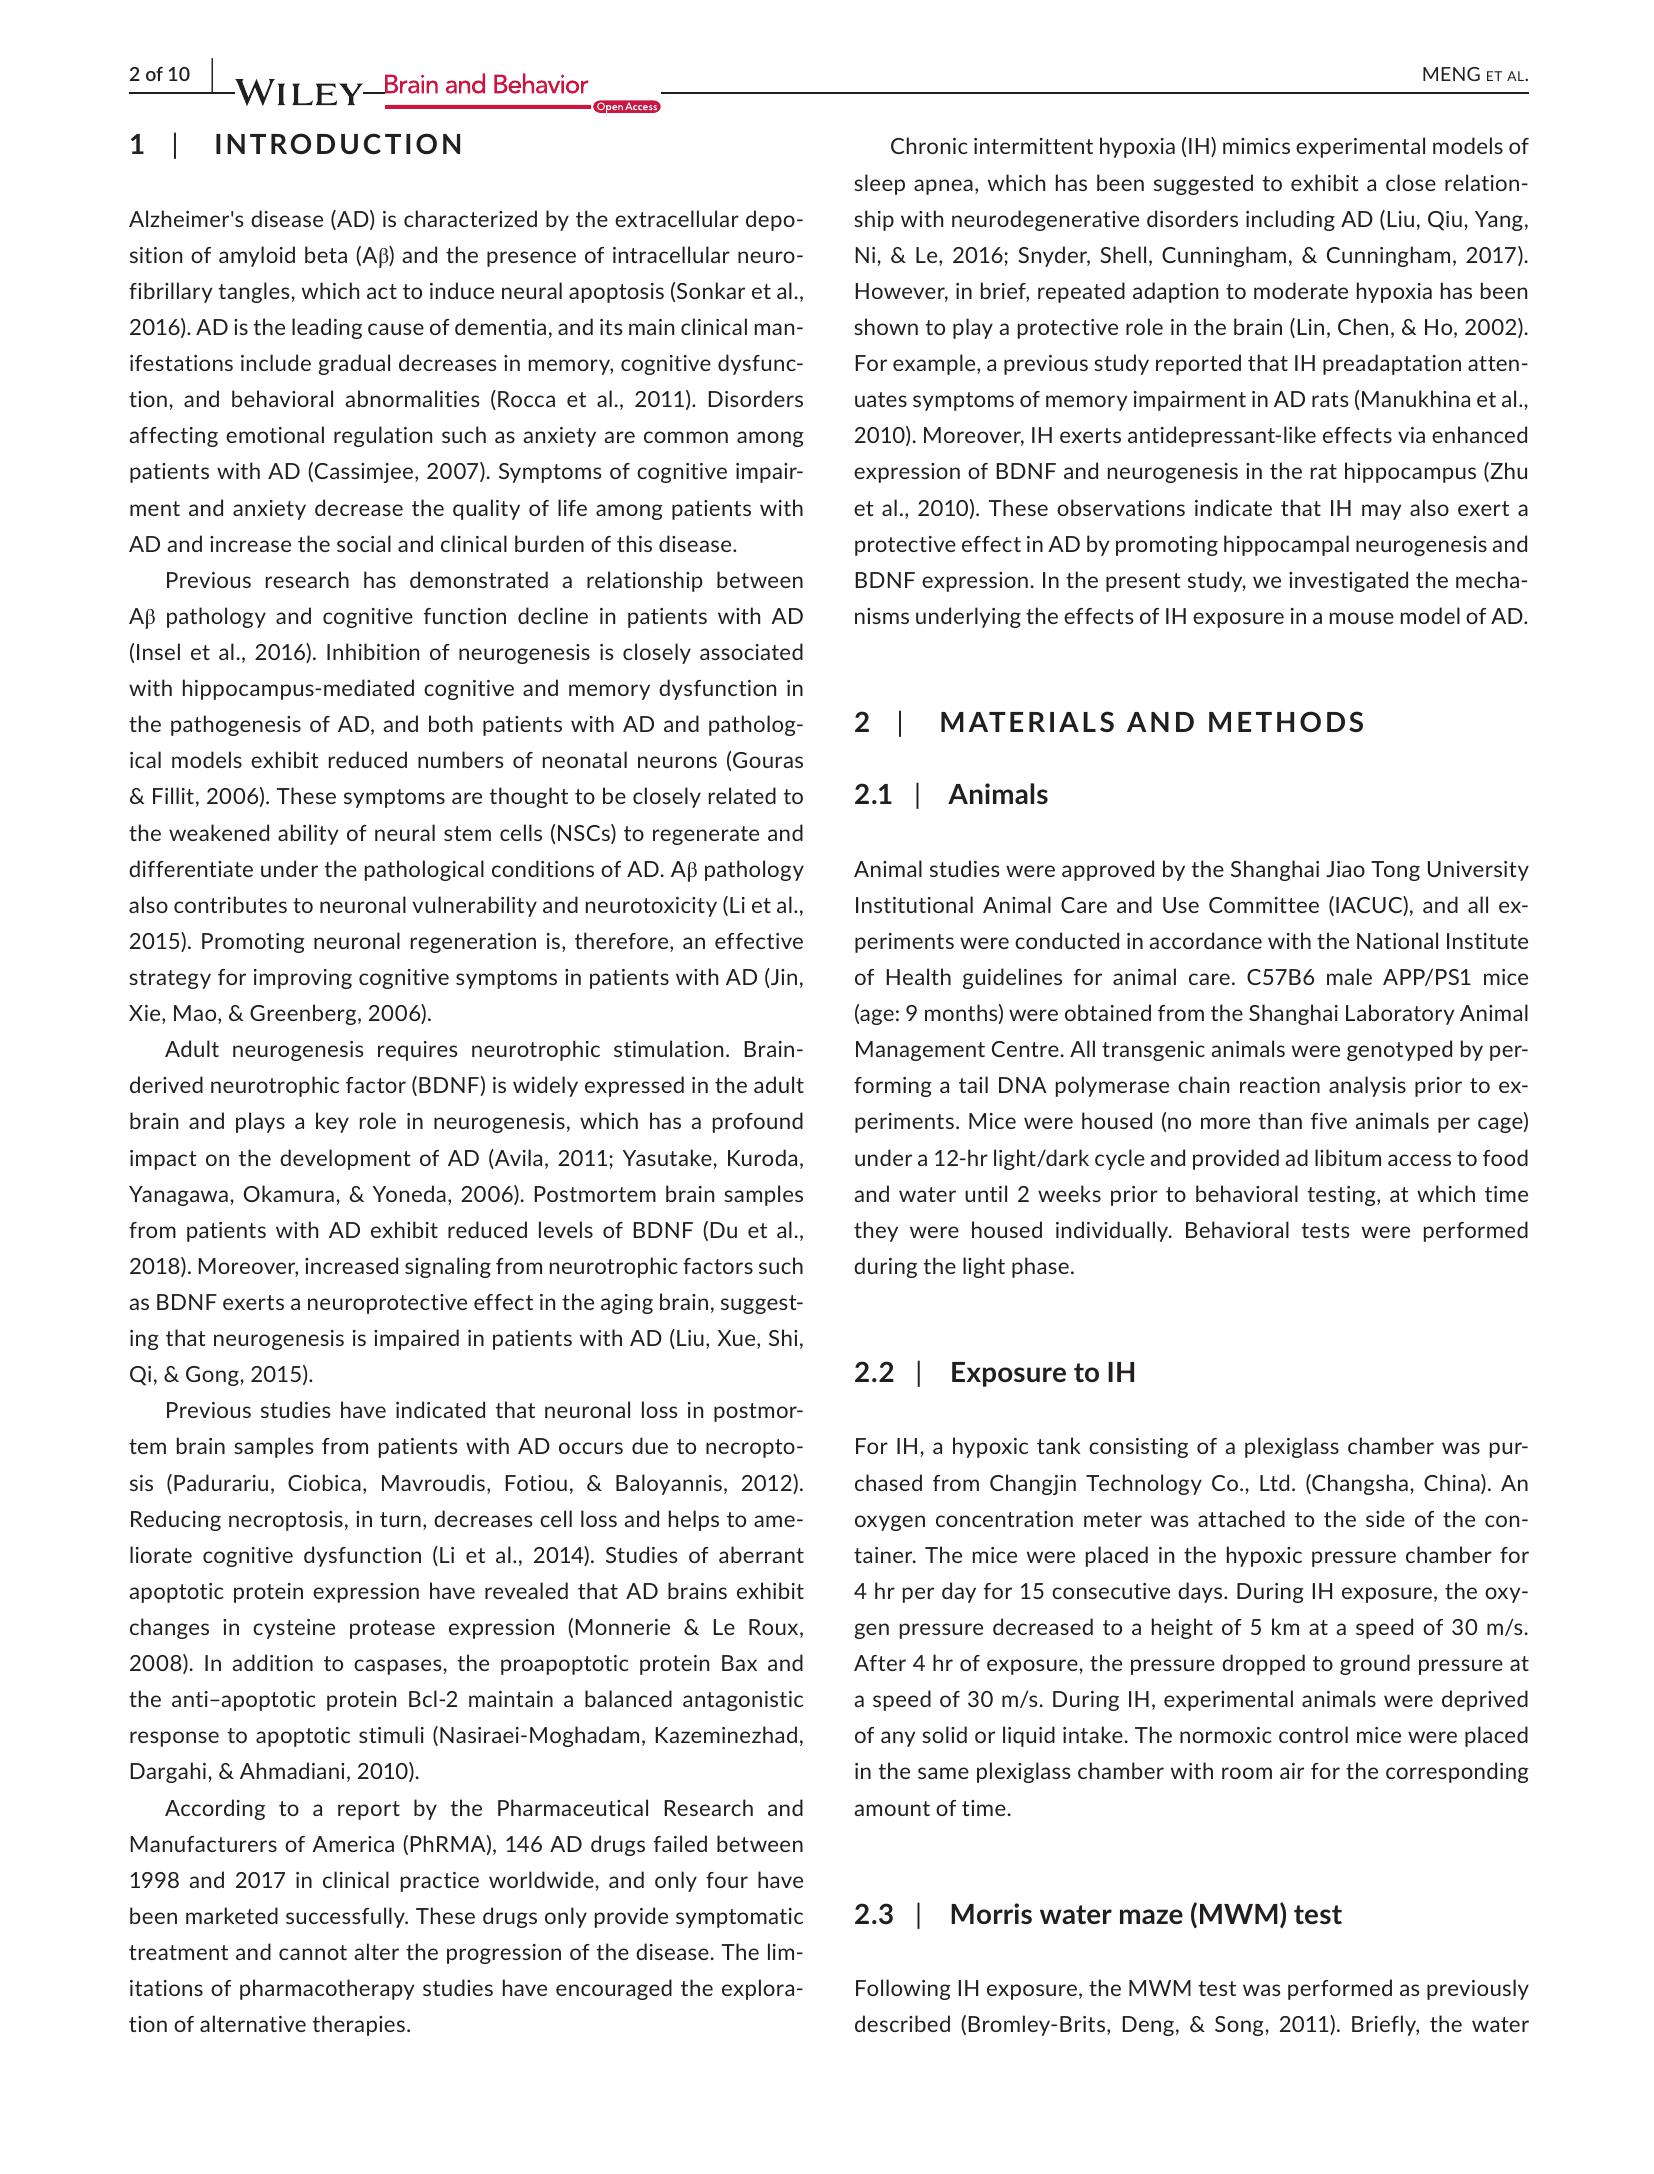 2 of 10
WILEY
Brain and Behavior
Open Access
MENG ET AL.
1 | INTRODUCTION
Alzheimer's disease (AD) is characterized by the extracellular depo-
sition of amyloid beta (Aβ) and the presence of intracellular neuro-
fibrillary tangles, which act to induce neural apoptosis (Sonkar et al.,
2016). AD is the leading cause of dementia, and its main clinical man-
ifestations include gradual decreases in memory, cognitive dysfunc-
tion, and behavioral abnormalities (Rocca et al., 2011). Disorders
affecting emotional regulation such as anxiety are common among
patients with AD (Cassimjee, 2007). Symptoms of cognitive impair-
ment and anxiety decrease the quality of life among patients with
AD and increase the social and clinical burden of this disease.
Previous research has demonstrated a relationship between
Aβ pathology and cognitive function decline in patients with AD
(Insel et al., 2016). Inhibition of neurogenesis is closely associated
with hippocampus-mediated cognitive and memory dysfunction in
the pathogenesis of AD, and both patients with AD and patholog-
ical models exhibit reduced numbers of neonatal neurons (Gouras
& Fillit, 2006). These symptoms are thought to be closely related to
the weakened ability of neural stem cells (NSCs) to regenerate and
differentiate under the pathological conditions of AD. Aβ pathology
also contributes to neuronal vulnerability and neurotoxicity (Li et al.,
2015). Promoting neuronal regeneration is, therefore, an effective
strategy for improving cognitive symptoms in patients with AD (Jin,
Xie, Mao, & Greenberg, 2006).
Adult neurogenesis requires neurotrophic stimulation. Brain-
derived neurotrophic factor (BDNF) is widely expressed in the adult
brain and plays a key role in neurogenesis, which has a profound
impact on the development of AD (Avila, 2011; Yasutake, Kuroda,
Yanagawa, Okamura, & Yoneda, 2006). Postmortem brain samples
from patients with AD exhibit reduced levels of BDNF (Du et al.,
2018). Moreover, increased signaling from neurotrophic factors such
as BDNF exerts a neuroprotective effect in the aging brain, suggest-
ing that neurogenesis is impaired in patients with AD (Liu, Xue, Shi,
Qi, & Gong, 2015).
Previous studies have indicated that neuronal loss in postmor-
tem brain samples from patients with AD occurs due to necropto-
sis (Padurariu, Ciobica, Mavroudis, Fotiou, & Baloyannis, 2012).
Reducing necroptosis, in turn, decreases cell loss and helps to ame-
liorate cognitive dysfunction (Li et al., 2014). Studies of aberrant
apoptotic protein expression have revealed that AD brains exhibit
changes in cysteine protease expression (Monnerie & Le Roux,
2008). In addition to caspases, the proapoptotic protein Bax and
the anti–apoptotic protein Bcl-2 maintain a balanced antagonistic
response to apoptotic stimuli (Nasiraei-Moghadam, Kazeminezhad,
Dargahi, & Ahmadiani, 2010).
According to a report by the Pharmaceutical Research and
Manufacturers of America (PhRMA), 146 AD drugs failed between
1998 and 2017 in clinical practice worldwide, and only four have
been marketed successfully. These drugs only provide symptomatic
treatment and cannot alter the progression of the disease. The lim-
itations of pharmacotherapy studies have encouraged the explora-
tion of alternative therapies.
Chronic intermittent hypoxia (IH) mimics experimental models of
sleep apnea, which has been suggested to exhibit a close relation-
ship with neurodegenerative disorders including AD (Liu, Qiu, Yang,
Ni, & Le, 2016; Snyder, Shell, Cunningham, & Cunningham, 2017).
However, in brief, repeated adaption to moderate hypoxia has been
shown to play a protective role in the brain (Lin, Chen, & Ho, 2002).
For example, a previous study reported that IH preadaptation atten-
uates symptoms of memory impairment in AD rats (Manukhina et al.,
2010). Moreover, IH exerts antidepressant-like effects via enhanced
expression of BDNF and neurogenesis in the rat hippocampus (Zhu
et al., 2010). These observations indicate that IH may also exert a
protective effect in AD by promoting hippocampal neurogenesis and
BDNF expression. In the present study, we investigated the mecha-
nisms underlying the effects of IH exposure in a mouse model of AD.
2 | MATERIALS AND METHODS
2.1 | Animals
Animal studies were approved by the Shanghai Jiao Tong University
Institutional Animal Care and Use Committee (IACUC), and all ex-
periments were conducted in accordance with the National Institute
of Health guidelines for animal care. C57B6 male APP/PS1 mice
(age: 9 months) were obtained from the Shanghai Laboratory Animal
Management Centre. All transgenic animals were genotyped by per-
forming a tail DNA polymerase chain reaction analysis prior to ex-
periments. Mice were housed (no more than five animals per cage)
under a 12-hr light/dark cycle and provided ad libitum access to food
and water until 2 weeks prior to behavioral testing, at which time
they were housed individually. Behavioral tests were performed
during the light phase.
2.2 | Exposure to IH
For IH, a hypoxic tank consisting of a plexiglass chamber was pur-
chased from Changjin Technology Co., Ltd. (Changsha, China). An
oxygen concentration meter was attached to the side of the con-
tainer. The mice were placed in the hypoxic pressure chamber for
4 hr per day for 15 consecutive days. During IH exposure, the oxy-
gen pressure decreased to a height of 5 km at a speed of 30 m/s.
After 4 hr of exposure, the pressure dropped to ground pressure at
a speed of 30 m/s. During IH, experimental animals were deprived
of any solid or liquid intake. The normoxic control mice were placed
in the same plexiglass chamber with room air for the corresponding
amount of time.
2.3 | Morris water maze (MWM) test
Following IH exposure, the MWM test was performed as previously
described (Bromley-Brits, Deng, & Song, 2011). Briefly, the water